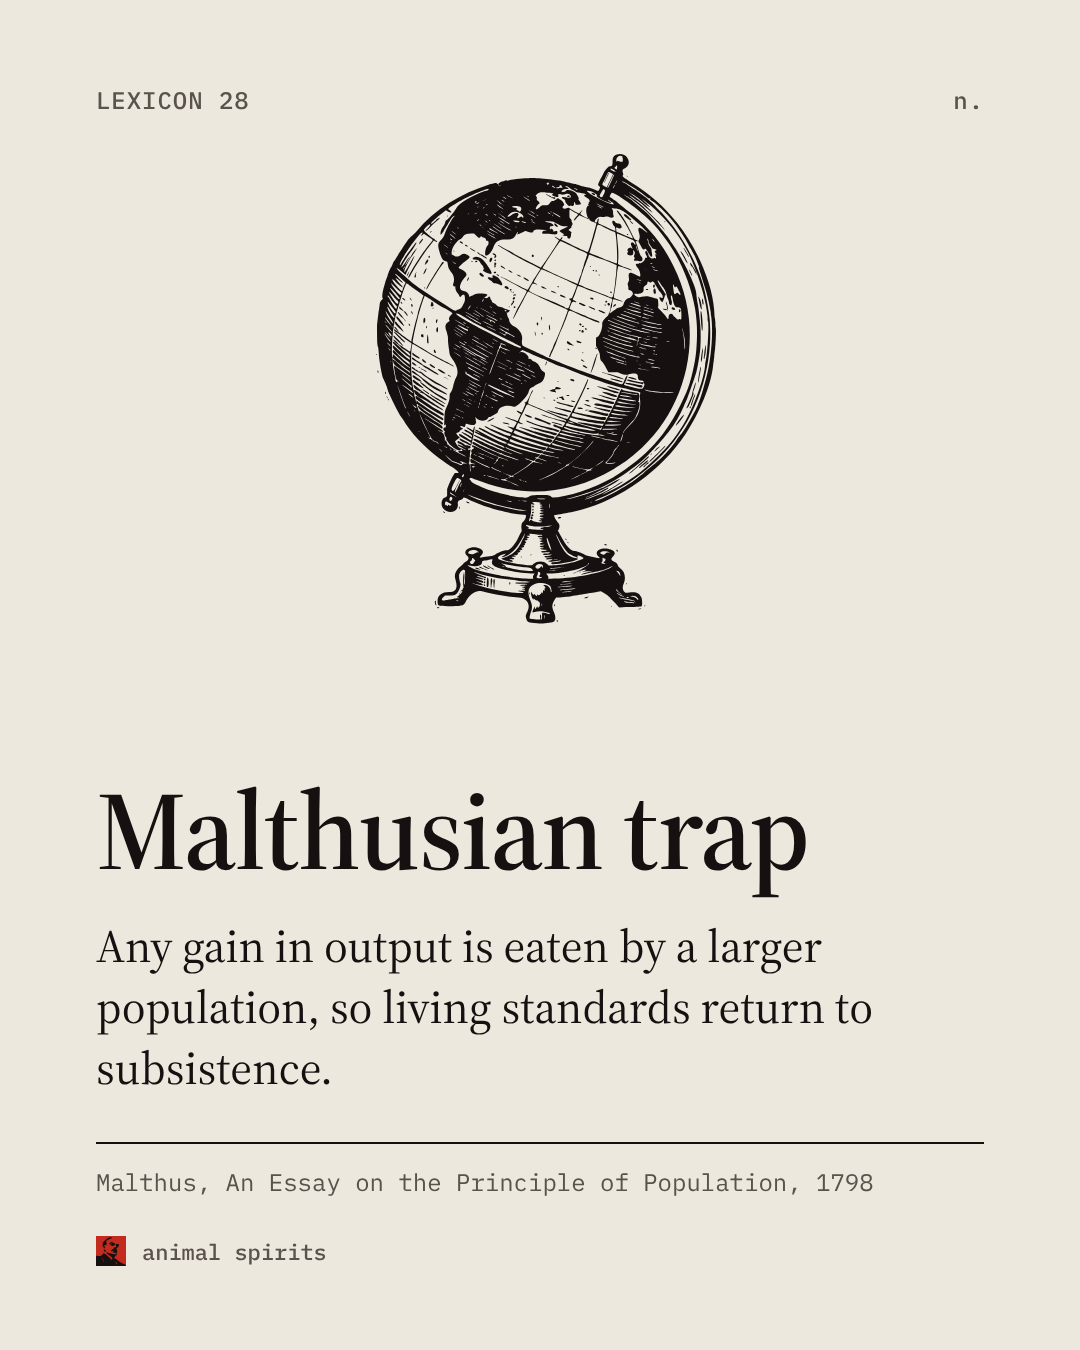 LEXICON 28
n.
Malthusian trap
Any gain in output is eaten by a larger
population, so living standards return to
subsistence.
Malthus, An Essay on the Principle of Population, 1798
animal spirits